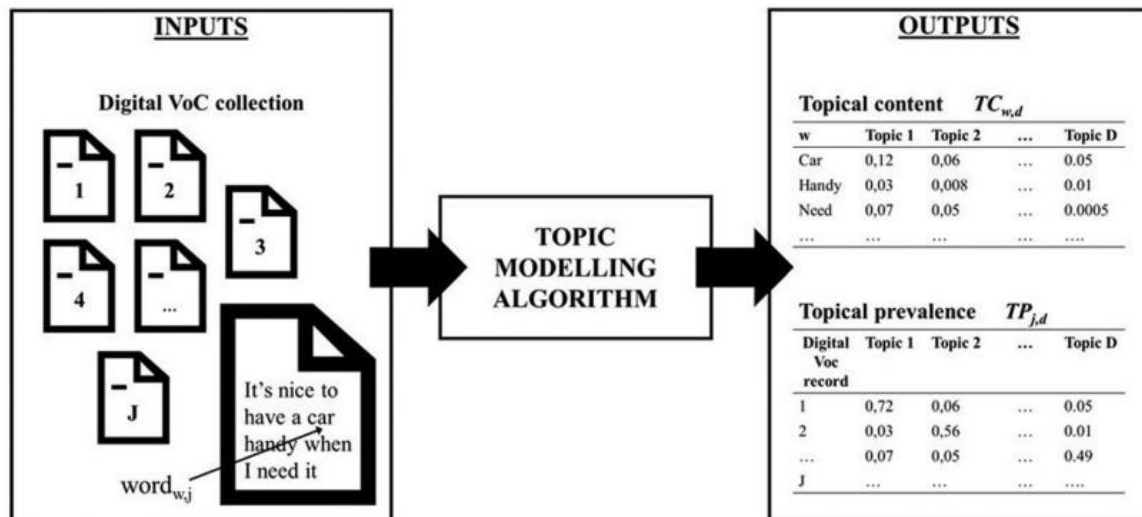 INPUTS
Digital VoC collection
1
2
3
4
...
J
It's nice to
have a car
handy when
I need it
word_w,j
TOPIC
MODELLING
ALGORITHM
OUTPUTS
Topical content TC_w,d
w Topic 1 Topic 2 ... Topic D
Car 0,12 0,06 ... 0.05
Handy 0,03 0,008 ... 0.01
Need 0,07 0,05 ... 0.0005
... ... ... ... ....
Topical prevalence TP_j,d
Digital Topic 1 Topic 2 ... Topic D
Voc
record
1 0,72 0,06 ... 0.05
2 0,03 0,56 ... 0.01
... 0,07 0,05 ... 0.49
J ... ... ... ....